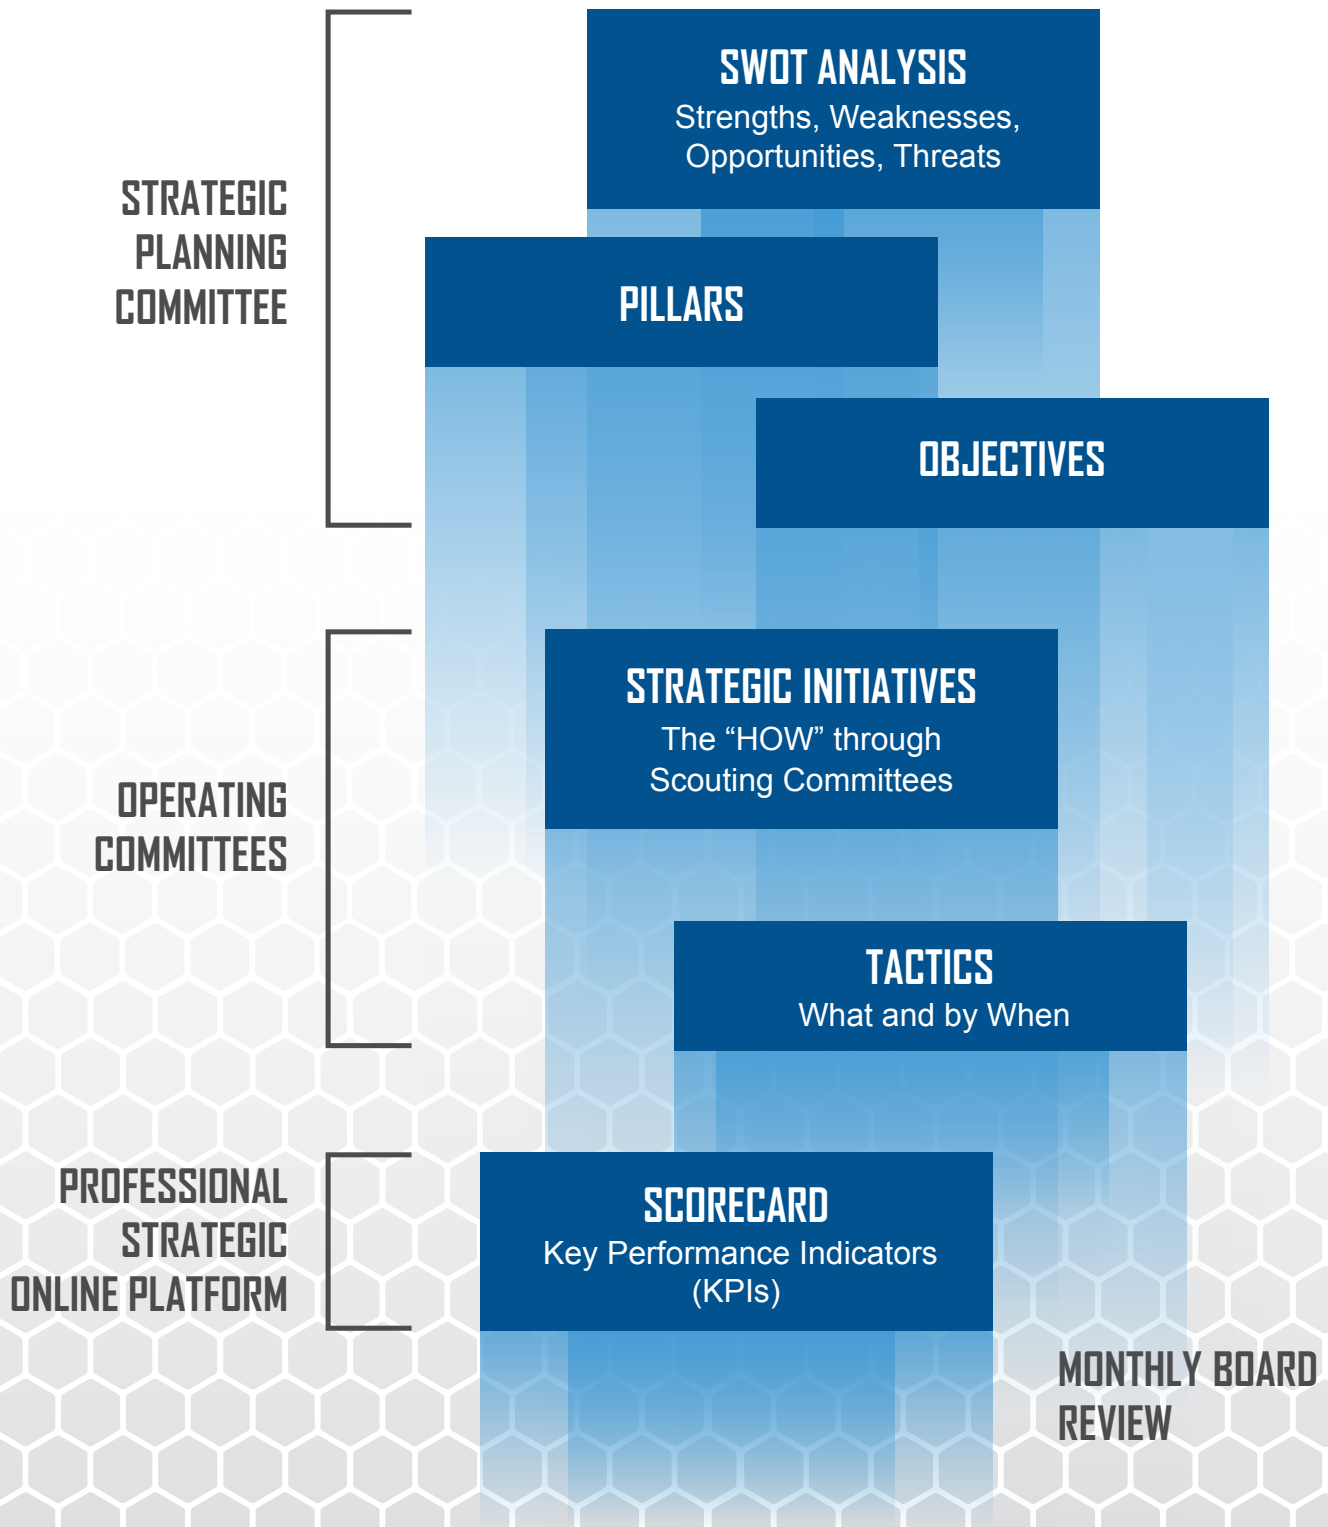 SWOT ANALYSIS
Strengths, Weaknesses,
Opportunities, Threats
STRATEGIC
PLANNING
COMMITTEE
PILLARS
OBJECTIVES
STRATEGIC INITIATIVES
The “HOW” through
Scouting Committees
OPERATING
COMMITTEES
TACTICS
What and by When
PROFESSIONAL
STRATEGIC
ONLINE PLATFORM
SCORECARD
Key Performance Indicators
(KPIs)
MONTHLY BOARD
REVIEW